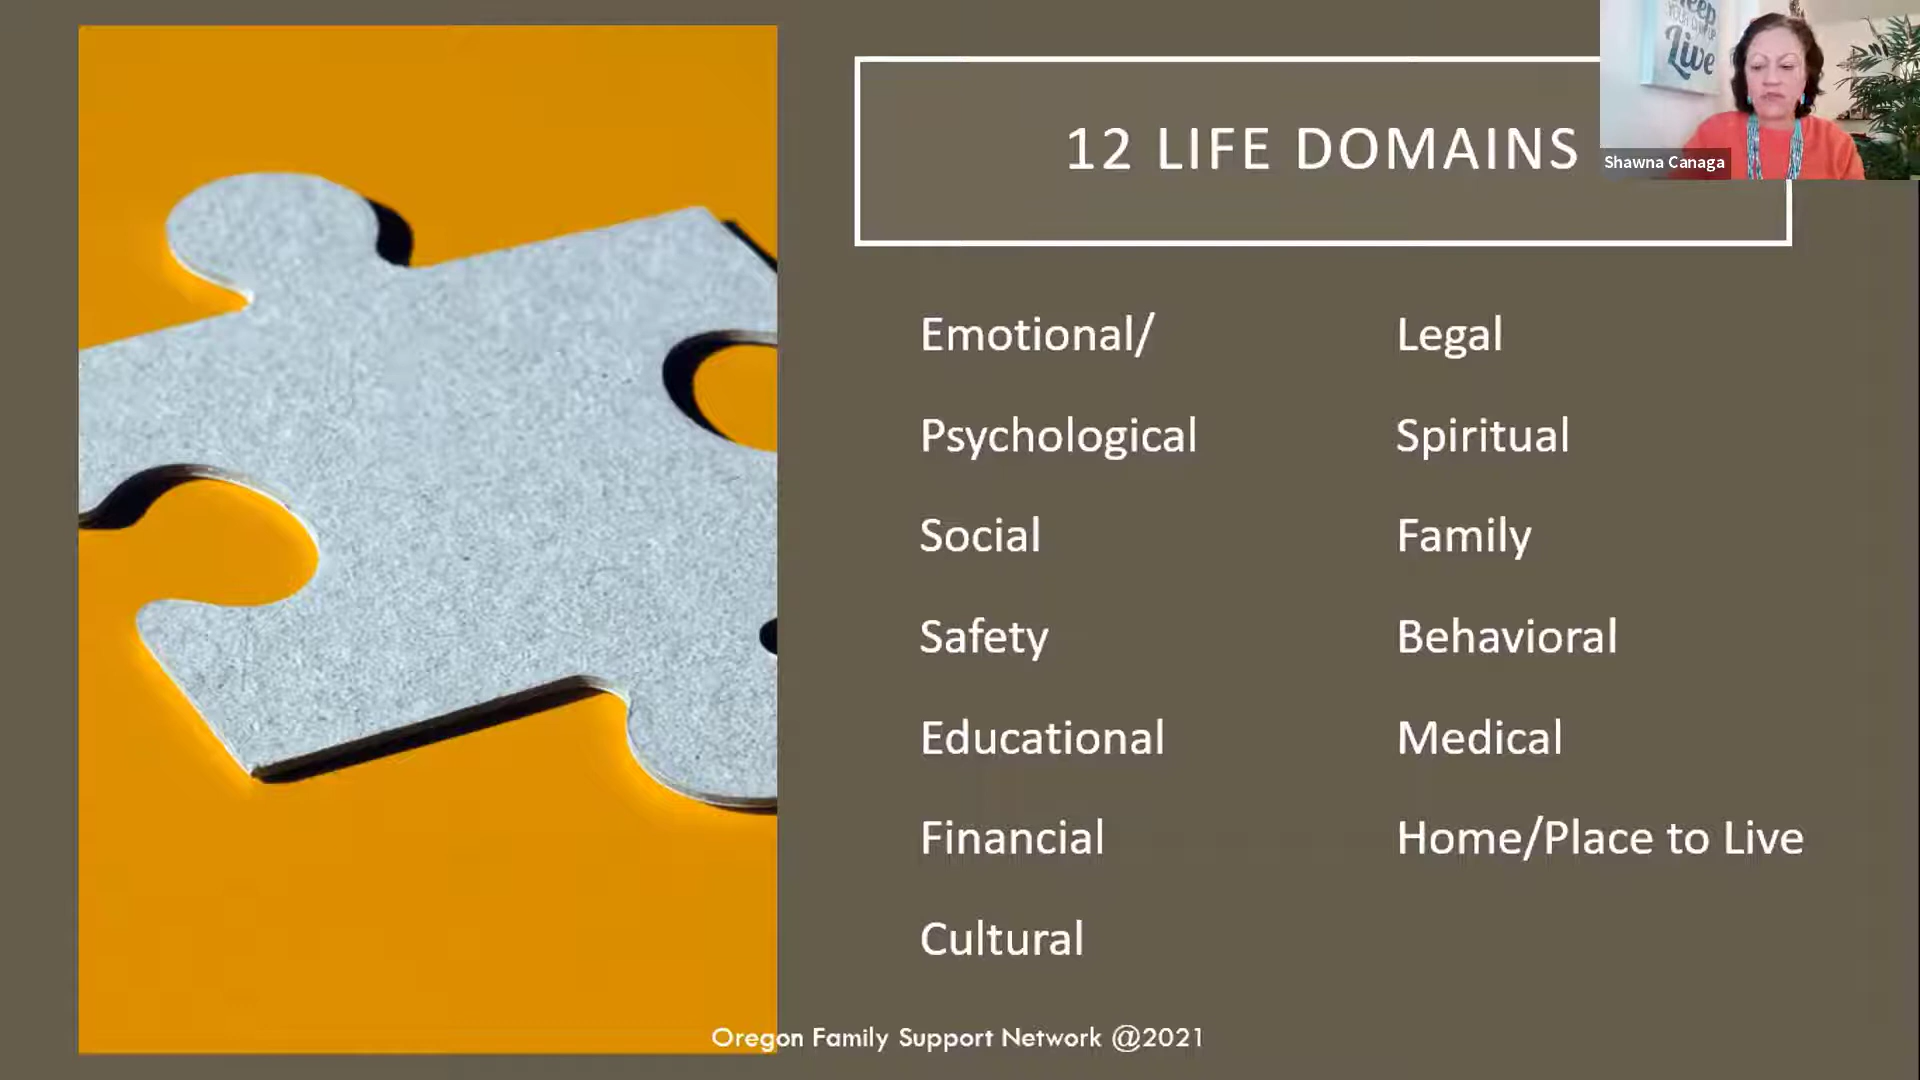 12 LIFE DOMAINS
Emotional/
Psychological
Social
Safety
Educational
Financial
Cultural
Legal
Spiritual
Family
Behavioral
Medical
Home/Place to Live
Oregon Family Support Network @2021
Live
Shawna Canaga